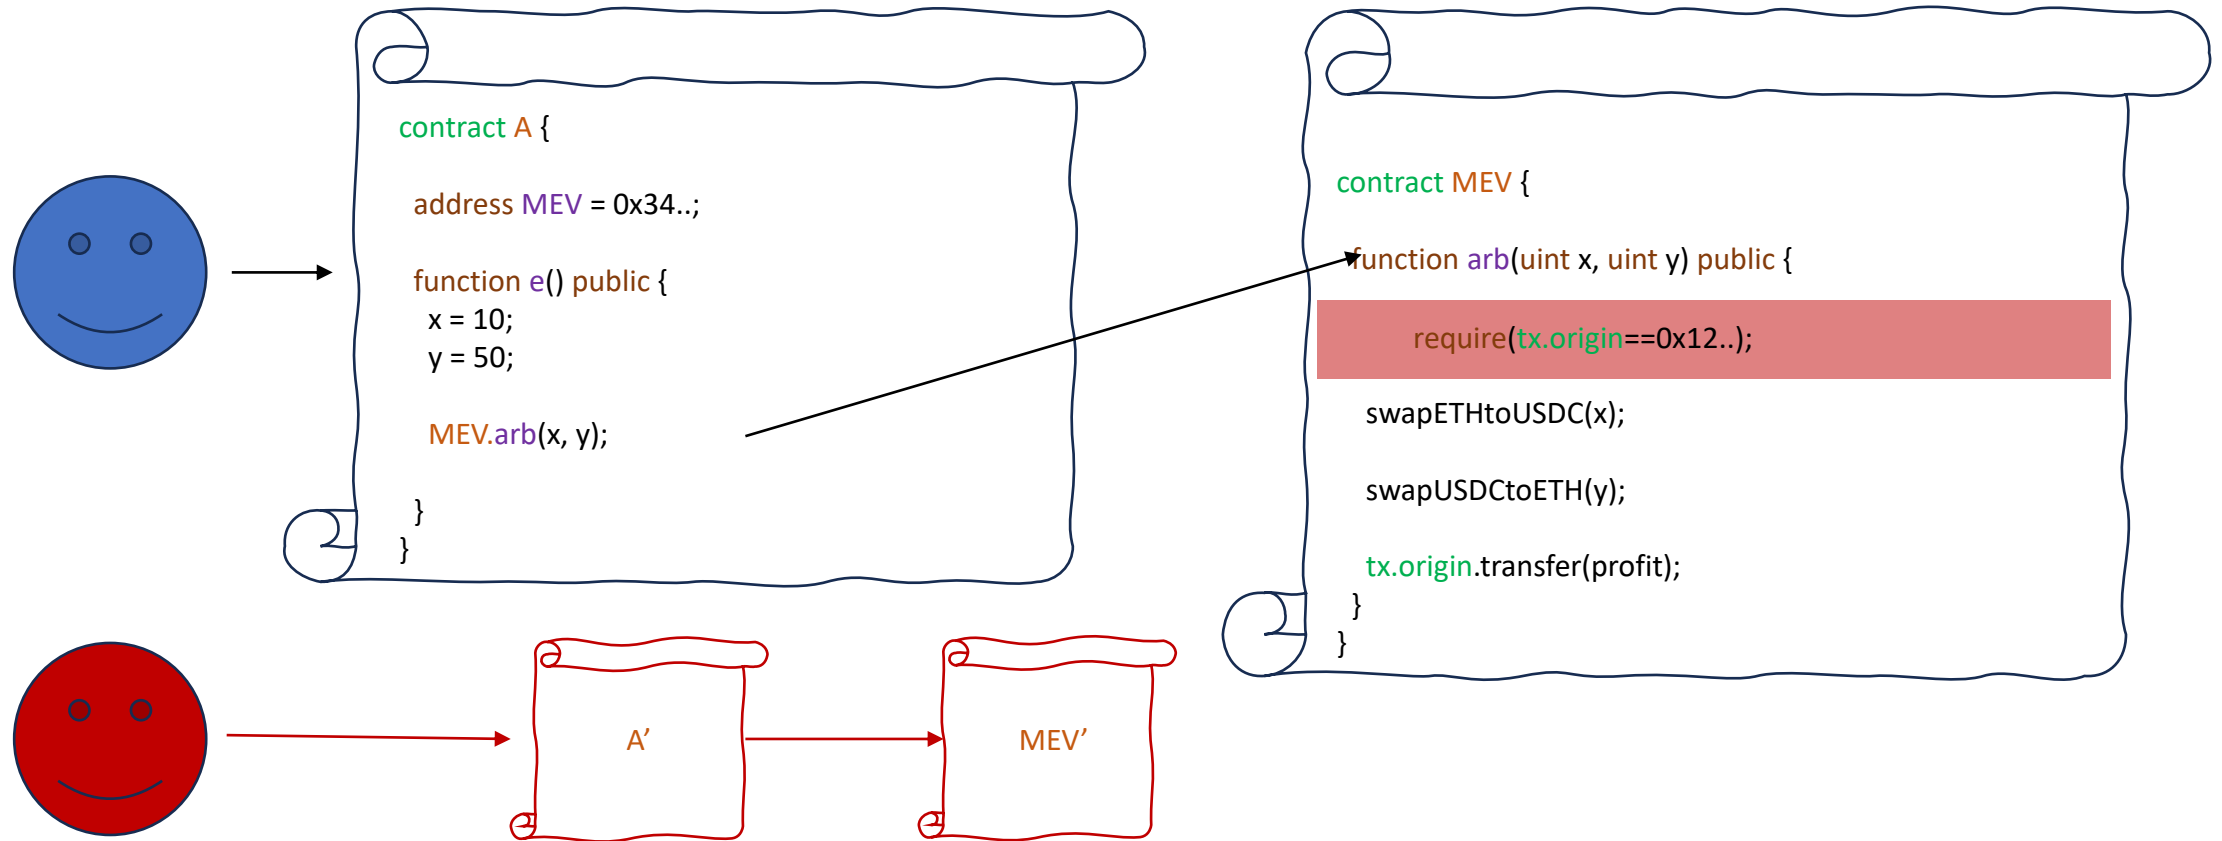 contract A {
address MEV = 0x34..;
function e() public {
x = 10;
y = 50;
MEV.arb(x, y);
}
}
contract MEV {
function arb(uint x, uint y) public {
require(tx.origin==0x12..);
swapETHtoUSDC(x);
swapUSDCtoETH(y);
tx.origin.transfer(profit);
}
}
A’
MEV’